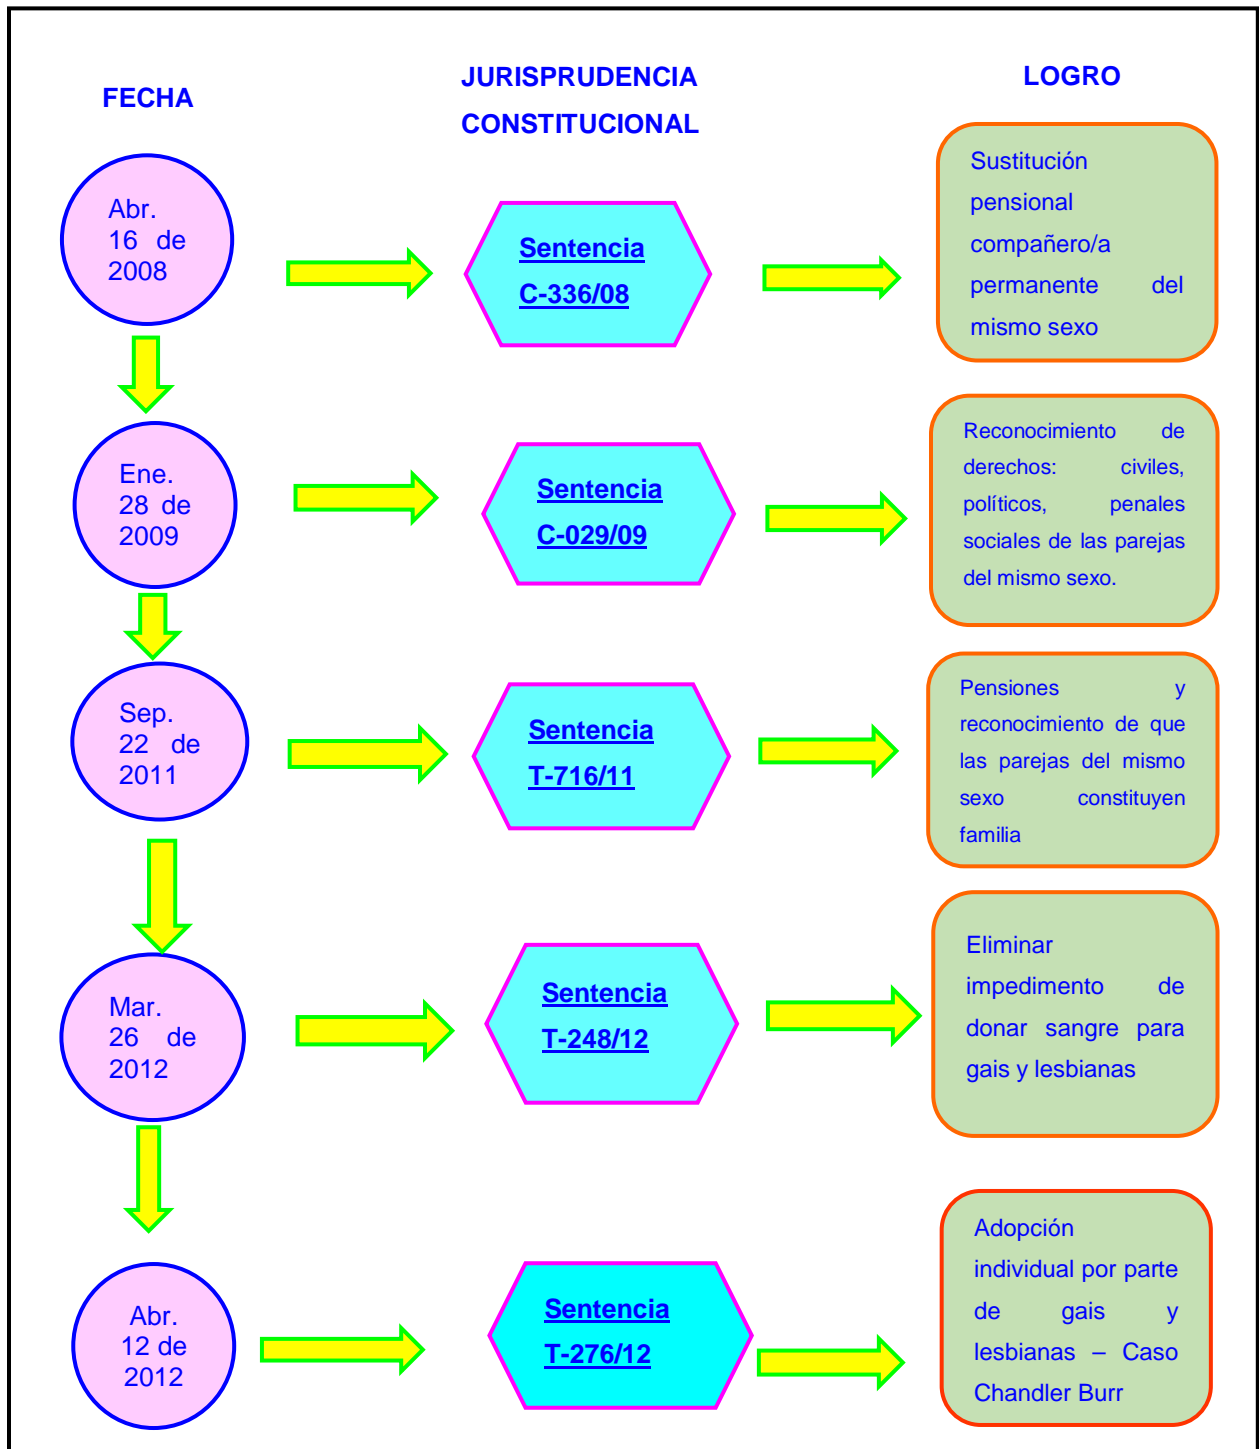 FECHA
JURISPRUDENCIA
CONSTITUCIONAL
LOGRO
Abr.
16 de
2008
Sentencia
C-336/08
Sustitución
pensional
compañero/a
permanente del
mismo sexo
Ene.
28 de
2009
Sentencia
C-029/09
Reconocimiento de
derechos: civiles,
políticos, penales
sociales de las parejas
del mismo sexo.
Sep.
22 de
2011
Sentencia
T-716/11
Pensiones y
reconocimiento de que
las parejas del mismo
sexo constituyen
familia
Mar.
26 de
2012
Sentencia
T-248/12
Eliminar
impedimento de
donar sangre para
gais y lesbianas
Abr.
12 de
2012
Sentencia
T-276/12
Adopción
individual por parte
de gais y
lesbianas – Caso
Chandler Burr